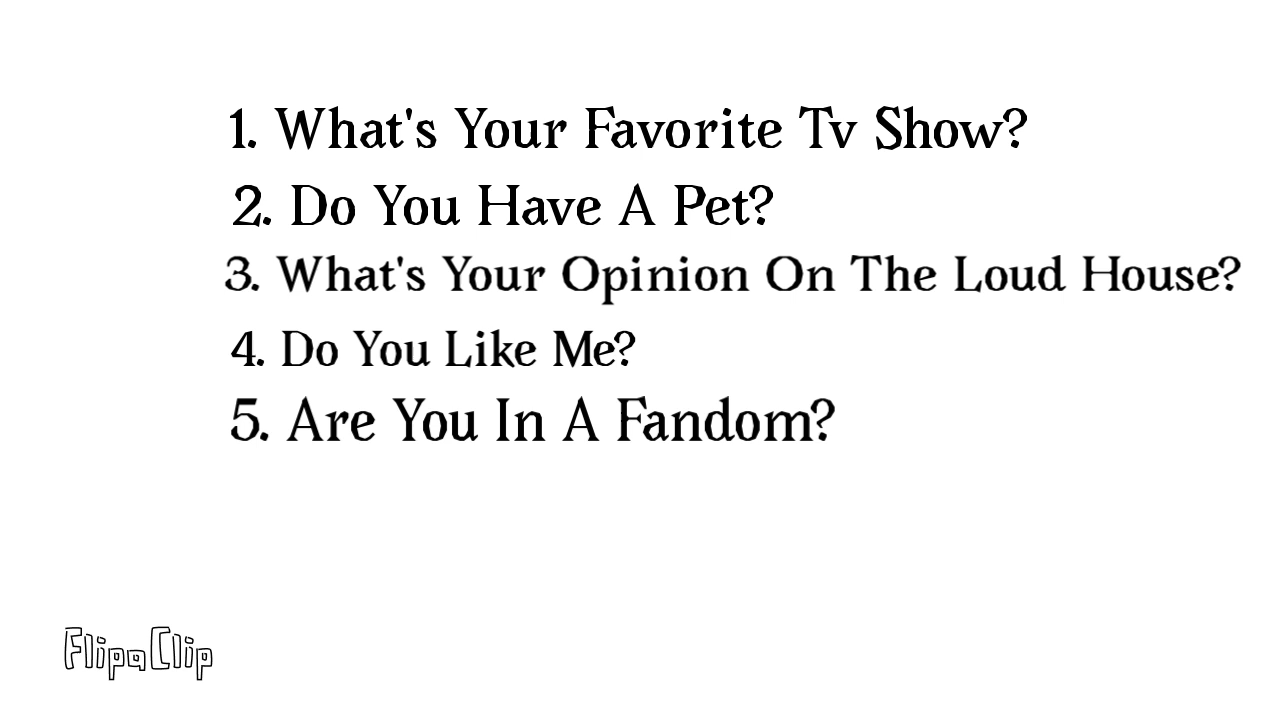 1. What's Your Favorite Tv Show?
2. Do You Have A Pet?
3. What's Your Opinion On The Loud House?
4. Do You Like Me?
5. Are You In A Fandom?
FlipaClip